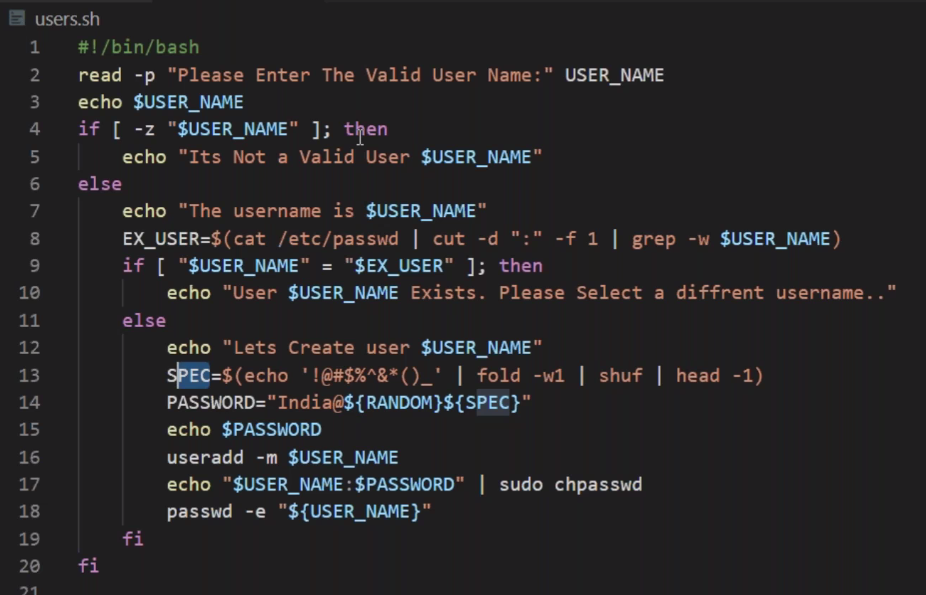 users.sh
1 #!/bin/bash
2 read -p "Please Enter The Valid User Name:" USER_NAME
3 echo $USER_NAME
4 if [ -z "$USER_NAME" ]; then
5     echo "Its Not a Valid User $USER_NAME"
6 else
7     echo "The username is $USER_NAME"
8     EX_USER=$(cat /etc/passwd | cut -d ":" -f 1 | grep -w $USER_NAME)
9     if [ "$USER_NAME" = "$EX_USER" ]; then
10         echo "User $USER_NAME Exists. Please Select a diffrent username.."
11     else
12         echo "Lets Create user $USER_NAME"
13         SPEC=$(echo '!@#$%^&*()_' | fold -w1 | shuf | head -1)
14         PASSWORD="India@${RANDOM}${SPEC}"
15         echo $PASSWORD
16         useradd -m $USER_NAME
17         echo "$USER_NAME:$PASSWORD" | sudo chpasswd
18         passwd -e "${USER_NAME}"
19     fi
20 fi
21